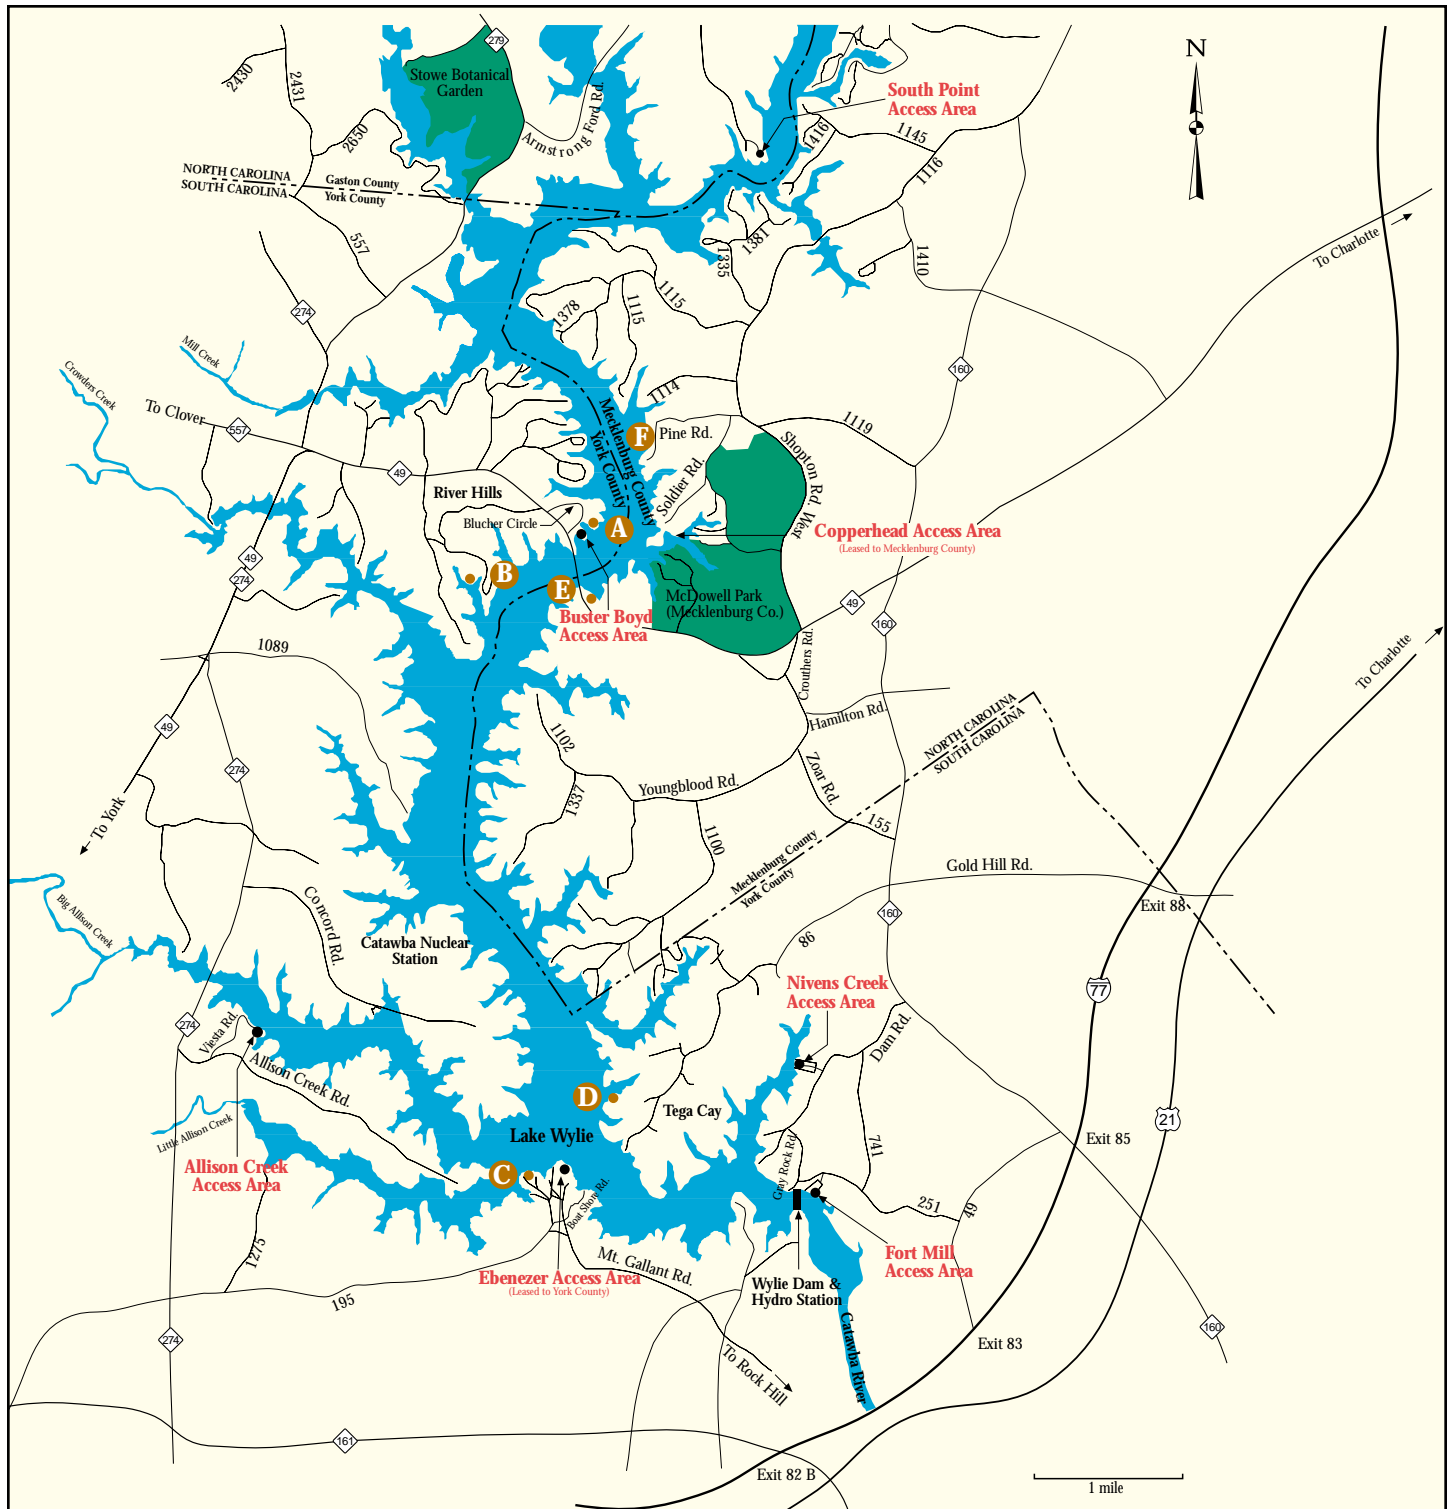 279
2430
2431
Stowe Botanical
Garden
Armstrong Ford Rd.
N
South Point
Access Area
2650
1416
1145
1116
NORTH CAROLINA
SOUTH CAROLINA
Gaston County
York County
557
1381
1335
1410
To Charlotte
274
1378
1115
1115
Mill Creek
Crowders Creek
160
1114
To Clover
557
Mecklenburg County
York County
F
Pine Rd.
1119
Shopton Rd. West
49
River Hills
Soldier Rd.
Blucher Circle
A
Copperhead Access Area
(Leased to Mecklenburg County)
49
274
B
E
McDowell Park
(Mecklenburg Co.)
49
160
Buster Boyd
Access Area
1089
Crouthers Rd.
To Charlotte
49
Hamilton Rd.
NORTH CAROLINA
SOUTH CAROLINA
1102
274
Zoar Rd.
Youngblood Rd.
1337
To York
155
1100
Mecklenburg County
York County
Gold Hill Rd.
Exit 88
Big Allison Creek
Concord Rd.
160
Catawba Nuclear
Station
86
Nivens Creek
Access Area
77
274
Viesta Rd.
Dam Rd.
Allison Creek Rd.
D
Tega Cay
21
Little Allison Creek
Lake Wylie
Exit 85
741
Gray Rock Rd.
Allison Creek
Access Area
C
Boat Shore Rd.
251
49
1275
Mt. Gallant Rd.
Fort Mill
Access Area
Ebenezer Access Area
(Leased to York County)
Wylie Dam &
Hydro Station
195
Catawba River
274
160
Exit 83
To Rock Hill
161
Exit 82 B
1 mile